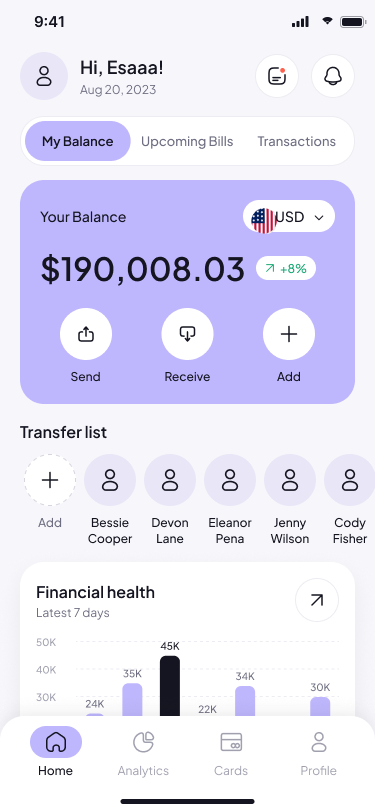 9:41
Hi, Esaaa!
Aug 20, 2023
My Balance Upcoming Bills Transactions
Your Balance USD
$190,008.03 +8%
Send Receive Add
Transfer list
Add Bessie Cooper Devon Lane Eleanor Pena Jenny Wilson Cody Fisher
Financial health
Latest 7 days
50K
45K
40K
35K
34K
30K
30K
24K
22K
Home Analytics Cards Profile